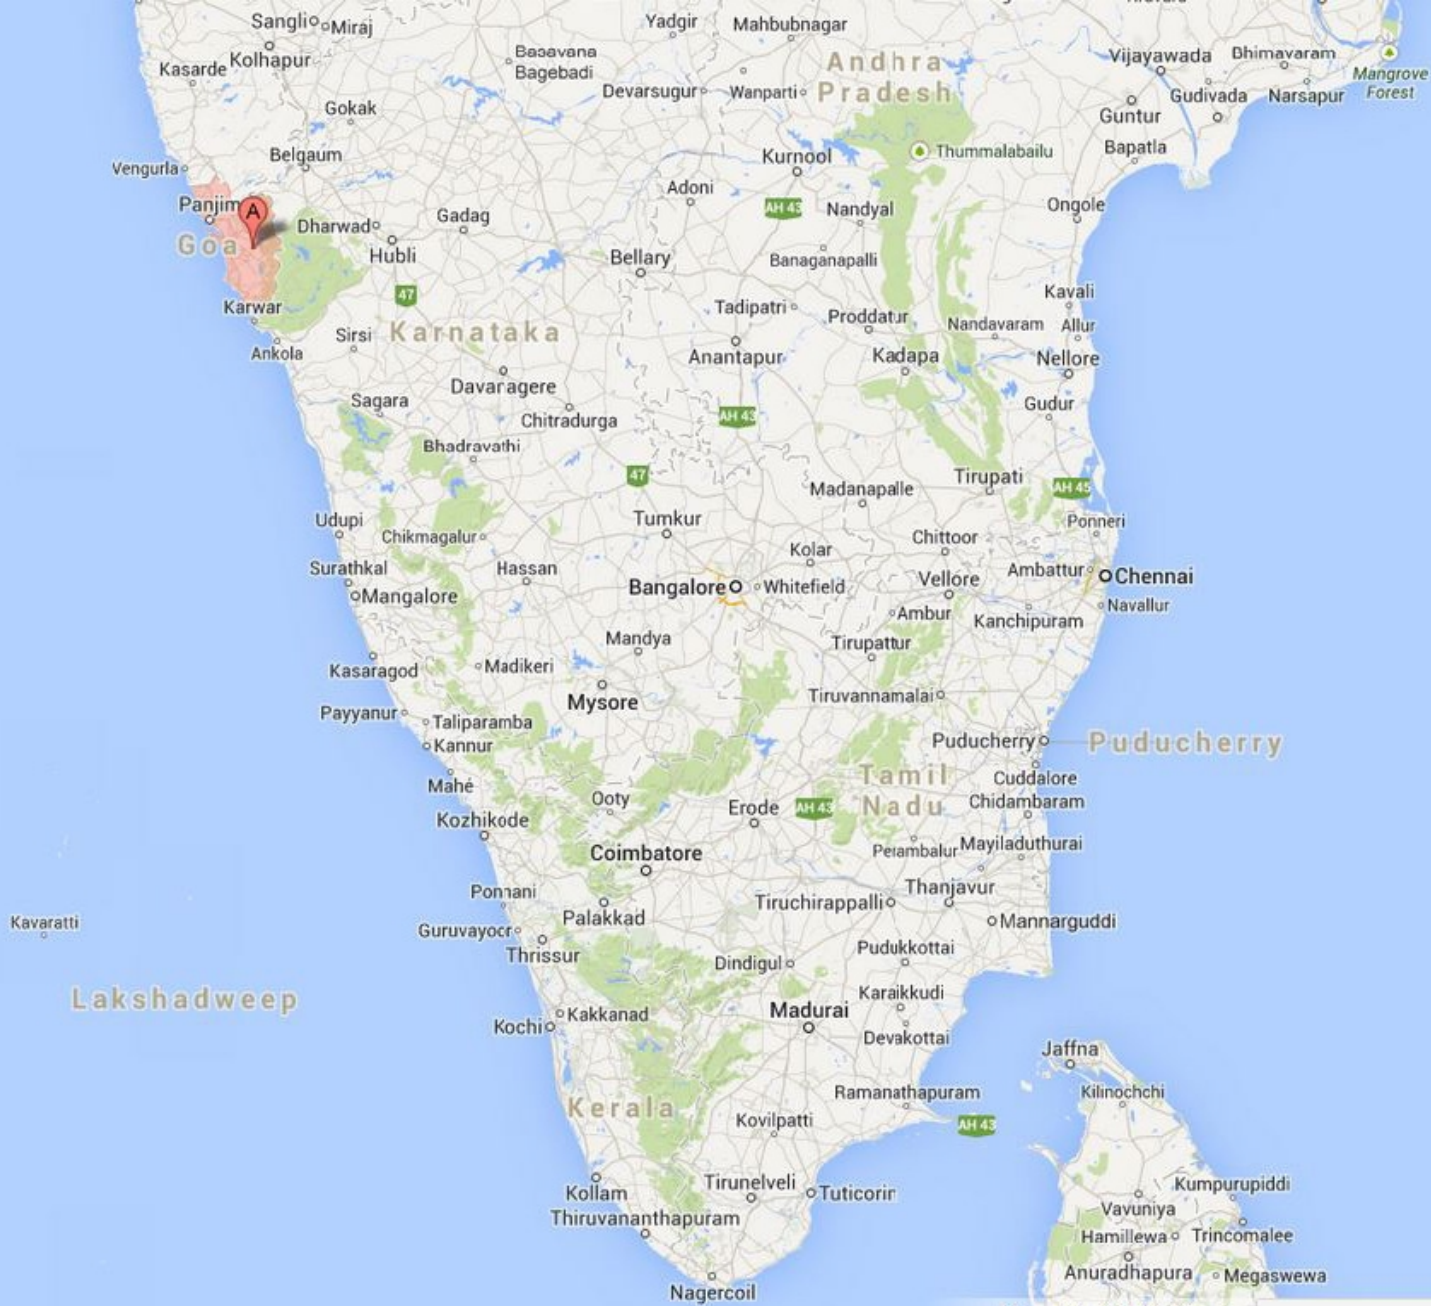 Sangli
Miraj
Yadgir
Mahbubnagar
Kolhapur
Kasarde
Basavana
Bagebadi
Andhra
Pradesh
Vijayawada
Bhimavaram
Mangrove
Forest
Devarsugur
Wanparti
Gudivada
Narsapur
Gokak
Guntur
Belgaum
Kurnool
Thummalabailu
Bapatla
Vengurla
Adoni
Panjim
A
AH 43
Nandyal
Ongole
Dharwad
Gadag
Goa
Hubli
Bellary
Banaganapalli
47
Kavali
Karwar
Tadipatri
Proddatur
Nandavaram
Allur
Sirsi
Karnataka
Ankola
Anantapur
Kadapa
Nellore
Davanagere
Sagara
Chitradurga
AH 43
Gudur
Bhadravathi
47
Tirupati
Madanapalle
AH 45
Udupi
Tumkur
Ponneri
Chikmagalur
Chittoor
Kolar
Surathkal
Hassan
Ambattur
Chennai
Bangalore
Whitefield
Vellore
Mangalore
Navallur
Ambur
Kanchipuram
Mandya
Tirupattur
Kasaragod
Madikeri
Mysore
Tiruvannamalai
Payyanur
Taliparamba
Kannur
Puducherry
Puducherry
Mahé
Tamil
Nadu
Cuddalore
Ooty
Erode
AH 43
Chidambaram
Kozhikode
Coimbatore
Perambalur
Mayiladuthurai
Ponnani
Thanjavur
Tiruchirappalli
Palakkad
Mannarguddi
Kavaratti
Guruvayoor
Thrissur
Pudukkottai
Dindigul
Lakshadweep
Karaikkudi
Kakkanad
Madurai
Kochi
Devakottai
Jaffna
Ramanathapuram
Kilinochchi
Kerala
Kovilpatti
AH 43
Kollam
Tirunelveli
Tuticorin
Kumpurupiddi
Thiruvananthapuram
Vavuniya
Hamillewa
Trincomalee
Anuradhapura
Megaswewa
Nagercoil